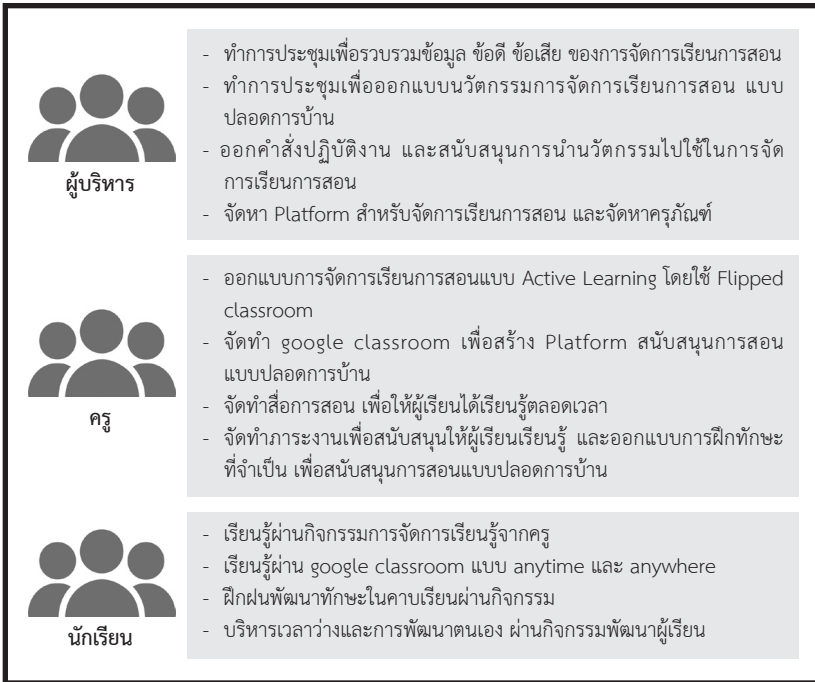 ผู้บริหาร
- ทำการประชุมเพื่อรวบรวมข้อมูล ข้อดี ข้อเสีย ของการจัดการเรียนการสอน
- ทำการประชุมเพื่อออกแบบนวัตกรรมการจัดการเรียนการสอน แบบ
ปลอดการบ้าน
- ออกคำสั่งปฏิบัติงาน และสนับสนุนการนำนวัตกรรมไปใช้ในการจัด
การเรียนการสอน
- จัดหา Platform สำหรับจัดการเรียนการสอน และจัดหาครุภัณฑ์
ครู
- ออกแบบการจัดการเรียนการสอนแบบ Active Learning โดยใช้ Flipped
classroom
- จัดทำ google classroom เพื่อสร้าง Platform สนับสนุนการสอน
แบบปลอดการบ้าน
- จัดทำสื่อการสอน เพื่อให้ผู้เรียนได้เรียนรู้ตลอดเวลา
- จัดทำภาระงานเพื่อสนับสนุนให้ผู้เรียนเรียนรู้ และออกแบบการฝึกทักษะ
ที่จำเป็น เพื่อสนับสนุนการสอนแบบปลอดการบ้าน
นักเรียน
- เรียนรู้ผ่านกิจกรรมการจัดการเรียนรู้จากครู
- เรียนรู้ผ่าน google classroom แบบ anytime และ anywhere
- ฝึกฝนพัฒนาทักษะในคาบเรียนผ่านกิจกรรม
- บริหารเวลาว่างและการพัฒนาตนเอง ผ่านกิจกรรมพัฒนาผู้เรียน